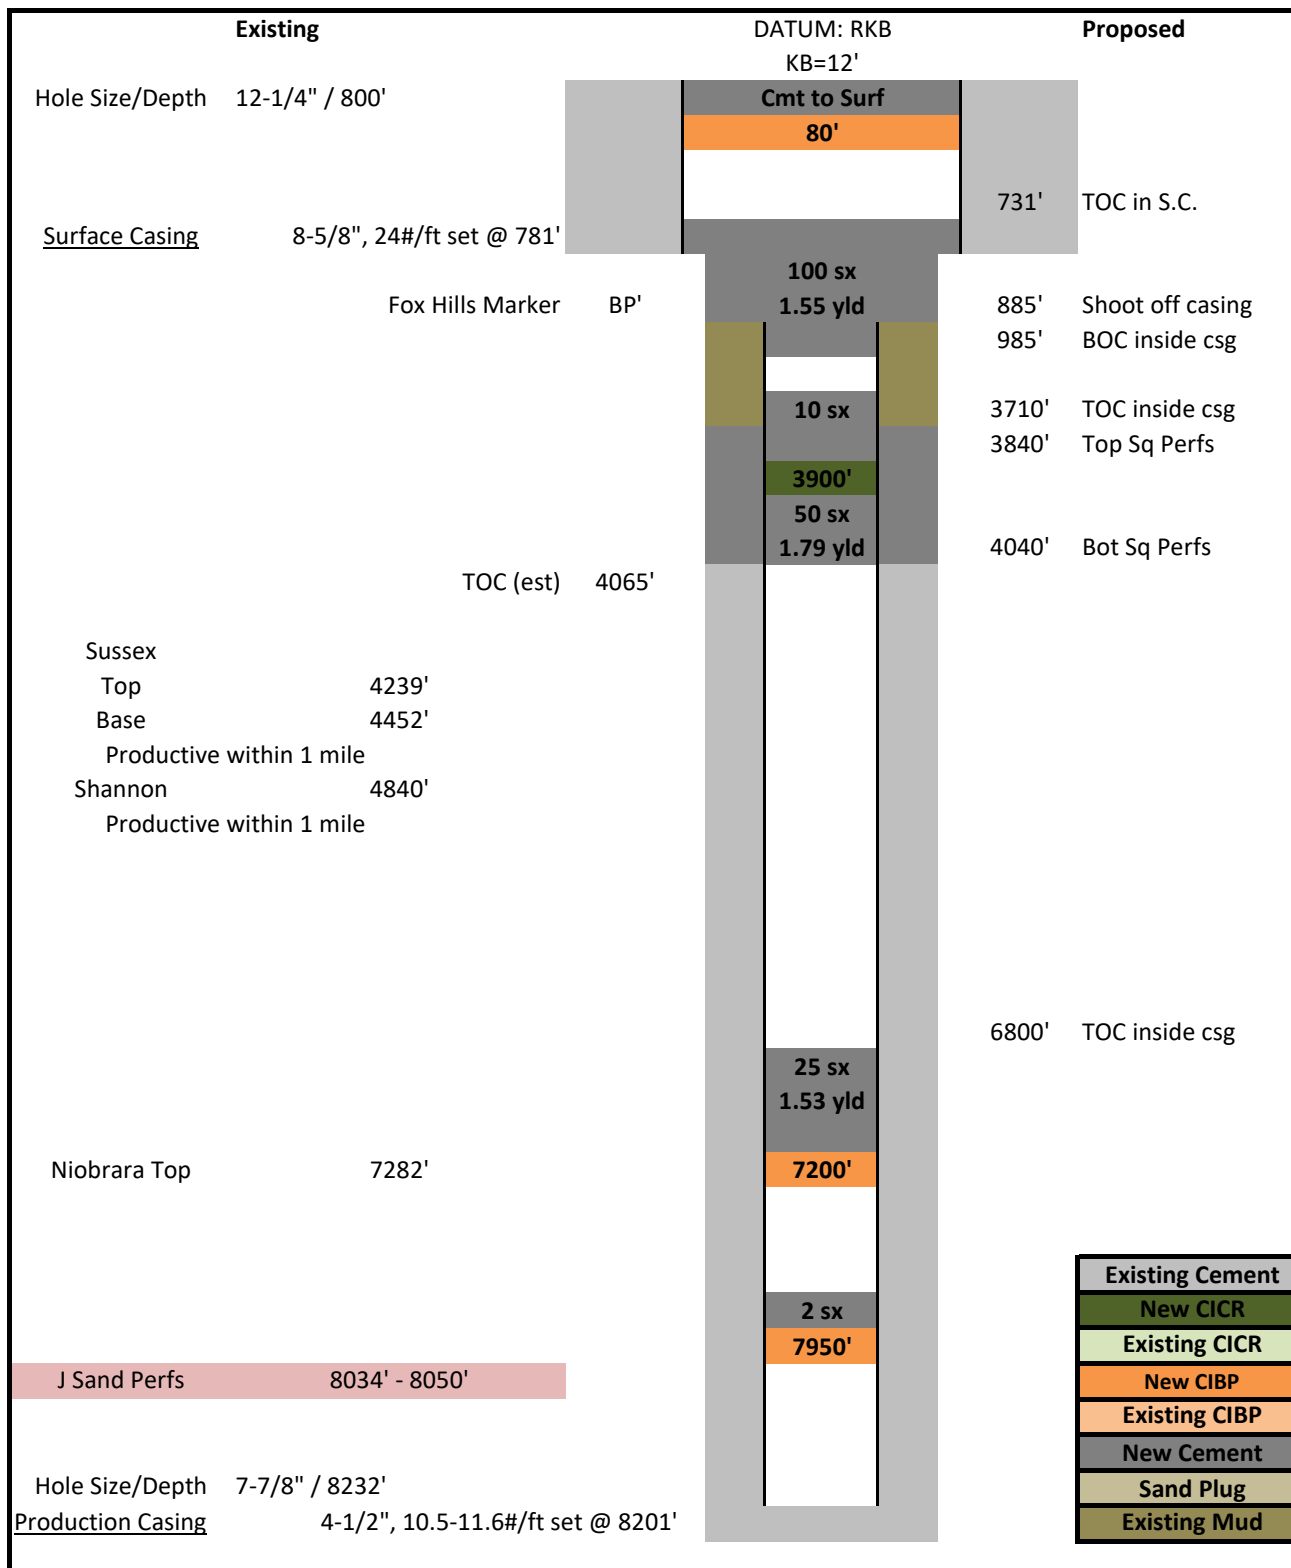 Existing DATUM: RKB Proposed
KB=12'
Hole Size/Depth 12-1/4" / 800' Cmt to Surf
80'
731' TOC in S.C.
Surface Casing 8-5/8", 24#/ft set @ 781'
100 sx
Fox Hills Marker BP' 1.55 yld 885' Shoot off casing
985' BOC inside csg
10 sx 3710' TOC inside csg
3840' Top Sq Perfs
3900'
50 sx
1.79 yld 4040' Bot Sq Perfs
TOC (est) 4065'
Sussex
Top 4239'
Base 4452'
Productive within 1 mile
Shannon 4840'
Productive within 1 mile
6800' TOC inside csg
25 sx
1.53 yld
Niobrara Top 7282' 7200'
Existing Cement
2 sx New CICR
7950' Existing CICR
J Sand Perfs 8034' - 8050' New CIBP
Existing CIBP
New Cement
Hole Size/Depth 7-7/8" / 8232' Sand Plug
Production Casing 4-1/2", 10.5-11.6#/ft set @ 8201' Existing Mud